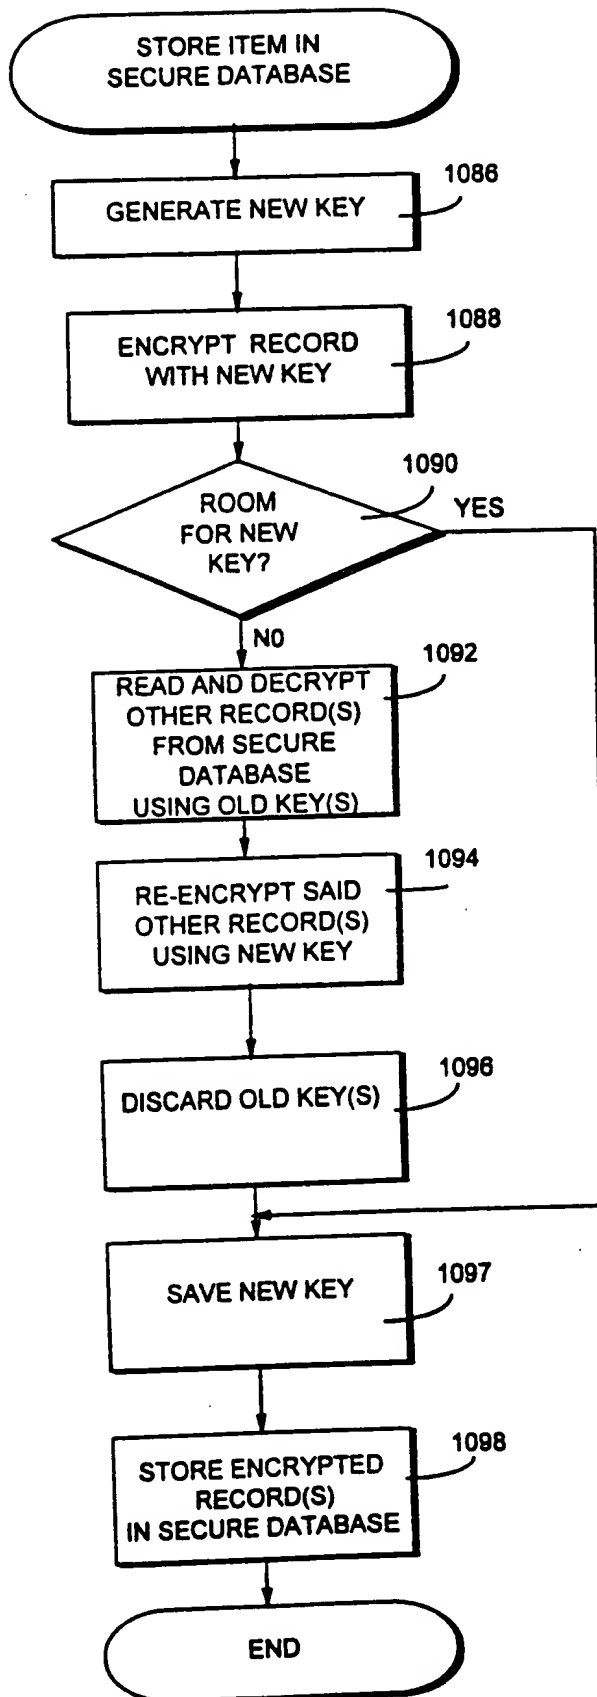 STORE ITEM IN
SECURE DATABASE
1086
GENERATE NEW KEY
1088
ENCRYPT RECORD
WITH NEW KEY
1090
ROOM
FOR NEW
KEY?
YES
NO
1092
READ AND DECRYPT
OTHER RECORD(S)
FROM SECURE
DATABASE
USING OLD KEY(S)
1094
RE-ENCRYPT SAID
OTHER RECORD(S)
USING NEW KEY
1096
DISCARD OLD KEY(S)
1097
SAVE NEW KEY
1098
STORE ENCRYPTED
RECORD(S)
IN SECURE DATABASE
END